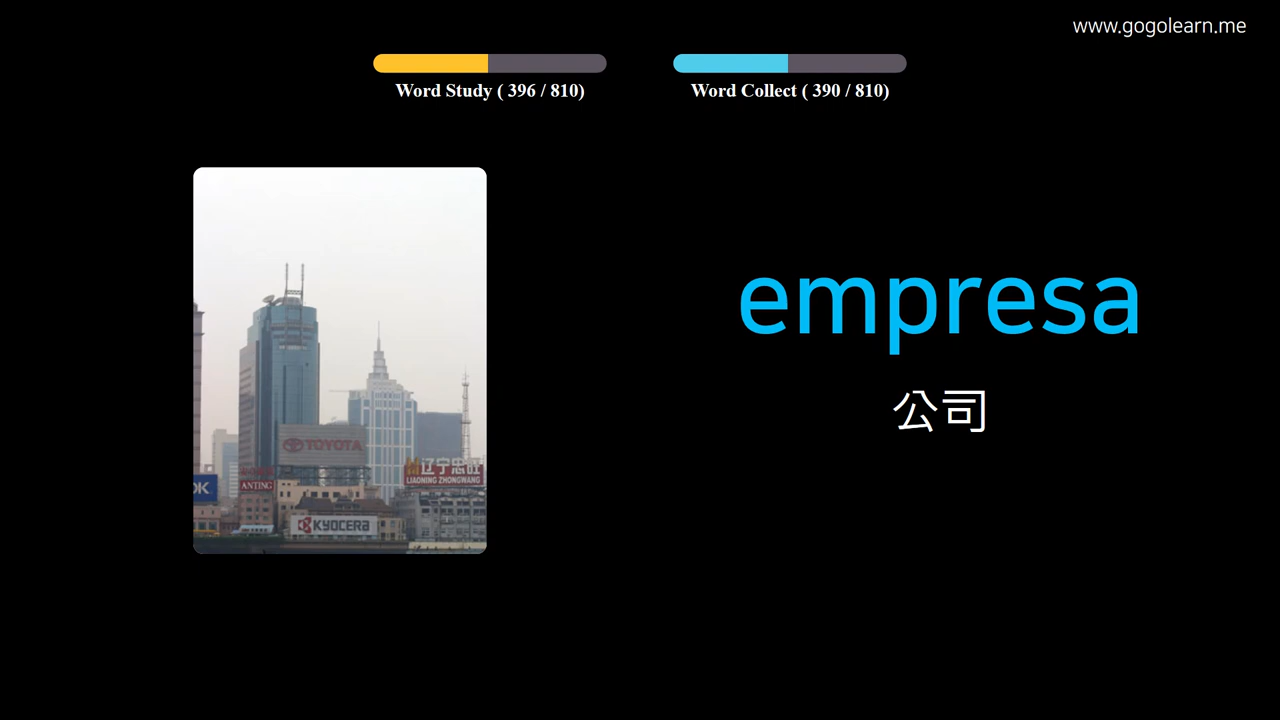 www.gogolearn.me
Word Study ( 396 / 810)
Word Collect ( 390 / 810)
empresa
公司
TOYOTA
辽宁忠旺
LIAONING ZHONGWANG
OK
ANTING
KYOCERA